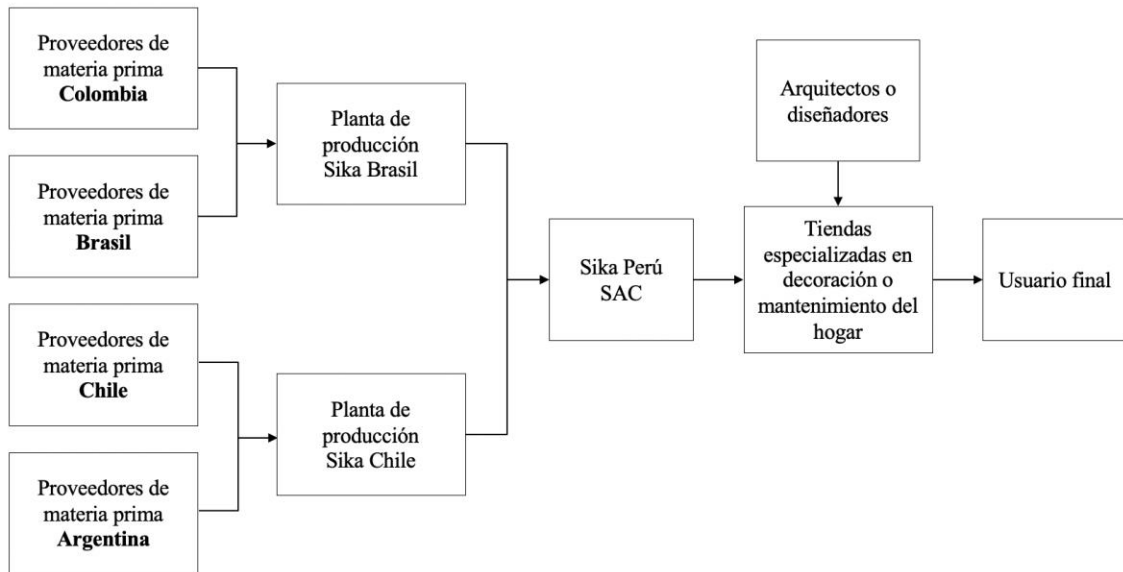 Proveedores de
materia prima
Colombia
Proveedores de
materia prima
Brasil
Proveedores de
materia prima
Chile
Proveedores de
materia prima
Argentina
Planta de
producción
Sika Brasil
Planta de
producción
Sika Chile
Sika Perú
SAC
Arquitectos o
diseñadores
Tiendas
especializadas en
decoración o
mantenimiento del
hogar
Usuario final